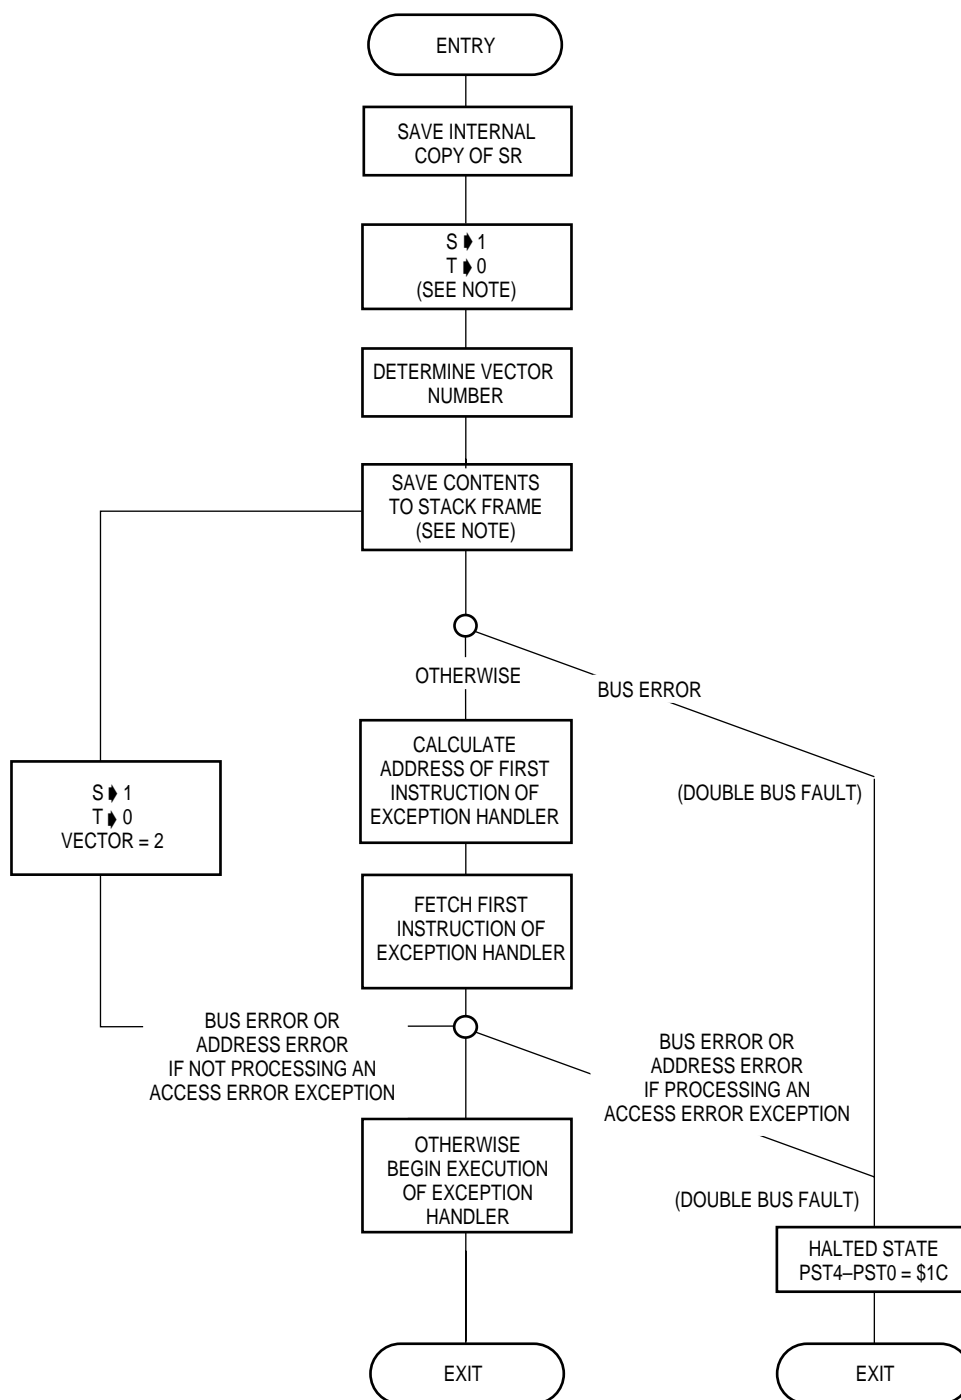 ENTRY
SAVE INTERNAL
COPY OF SR
S ➧ 1
T ➧ 0
(SEE NOTE)
DETERMINE VECTOR
NUMBER
SAVE CONTENTS
TO STACK FRAME
(SEE NOTE)
OTHERWISE
BUS ERROR
CALCULATE
ADDRESS OF FIRST
INSTRUCTION OF
EXCEPTION HANDLER
(DOUBLE BUS FAULT)
S ➧ 1
T ➧ 0
VECTOR = 2
FETCH FIRST
INSTRUCTION OF
EXCEPTION HANDLER
BUS ERROR OR
ADDRESS ERROR
IF NOT PROCESSING AN
ACCESS ERROR EXCEPTION
BUS ERROR OR
ADDRESS ERROR
IF PROCESSING AN
ACCESS ERROR EXCEPTION
OTHERWISE
BEGIN EXECUTION
OF EXCEPTION
HANDLER
(DOUBLE BUS FAULT)
HALTED STATE
PST4–PST0 = $1C
EXIT
EXIT